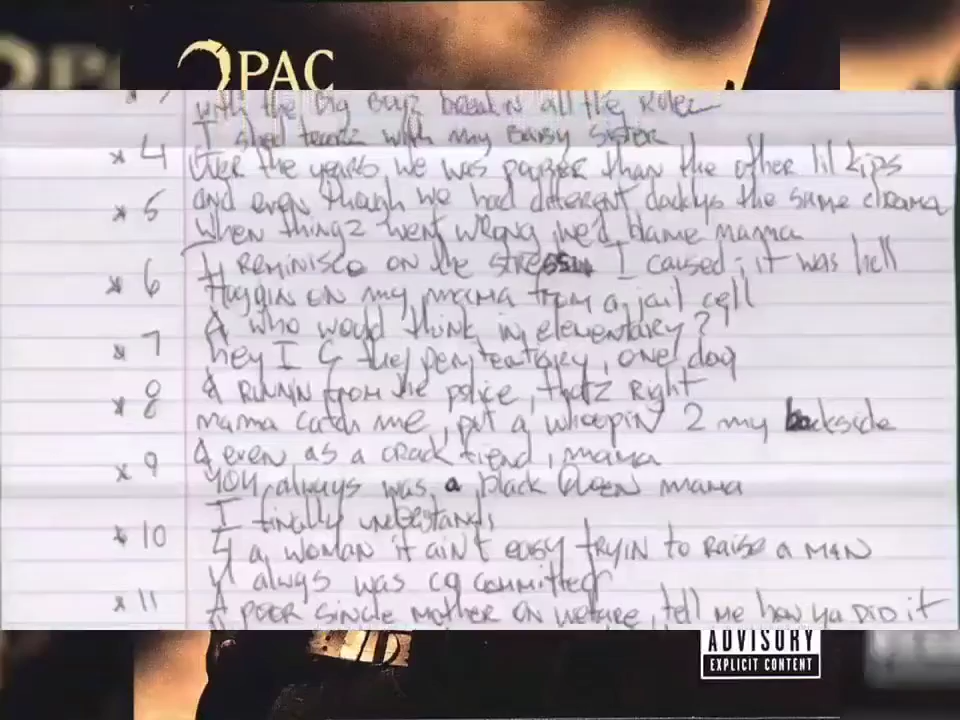 2PAC
with the Big Boyz breakin all the Rulez
I shed tearz with my Baby Sister
* 4 Over the years we was poorer than the other lil kids
* 5 and even though we had different daddys the same drama
When thingz went wrong we'd blame mama
I REMINISCE ON the stress I caused; it was hell
* 6 Huggin ON my mama from a jail cell
& who would think in elementary?
* 7 hey I C the penitentiary, one day
& RUNNIN from the police, thatz Right
* 8 mama catch me, put a whoopin 2 my backside
& even as a crack fiend, mama
* 9 YOU always was a black Queen mama
I finally understand,
* 10 4 a woman it ain't easy TRYIN to RAISE a MAN
U always was committed
* 11 A POOR SINGLE mother ON welfare, tell me how ya DID it
ADVISORY
EXPLICIT CONTENT